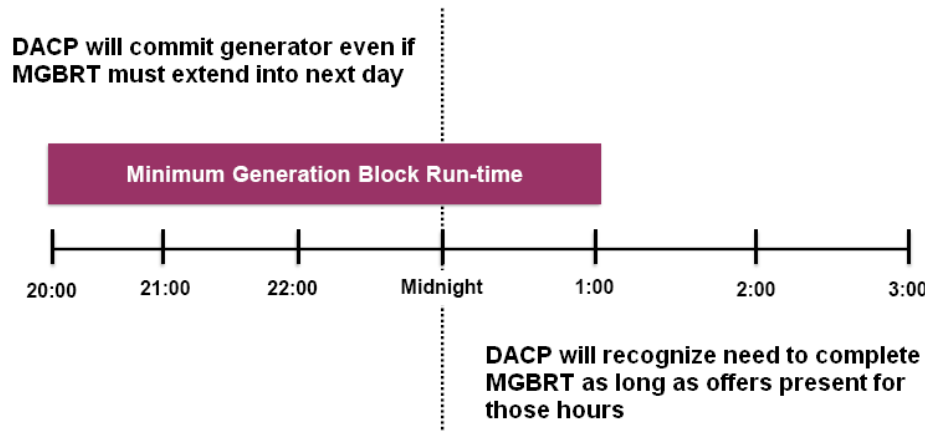 DACP will commit generator even if
MGBRT must extend into next day
Minimum Generation Block Run-time
20:00 21:00 22:00 Midnight 1:00 2:00 3:00
DACP will recognize need to complete
MGBRT as long as offers present for
those hours